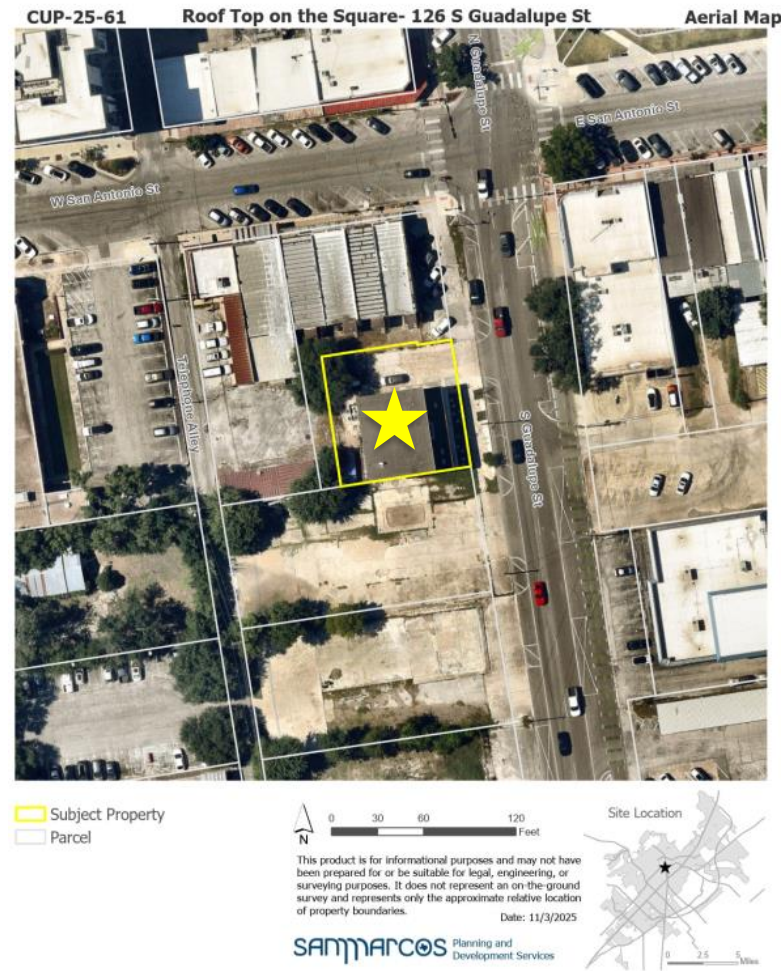 CUP-25-61 Roof Top on the Square- 126 S Guadalupe St Aerial Map
N Guadalupe St
E San Antonio St
W San Antonio St
Telephone Alley
S Guadalupe St
Subject Property
Parcel
N
0 30 60 120
Feet
This product is for informational purposes and may not have
been prepared for or be suitable for legal, engineering, or
surveying purposes. It does not represent an on-the-ground
survey and represents only the approximate relative location
of property boundaries.
Date: 11/3/2025
SANMARCOS Planning and
Development Services
Site Location
0 2.5 5
Miles